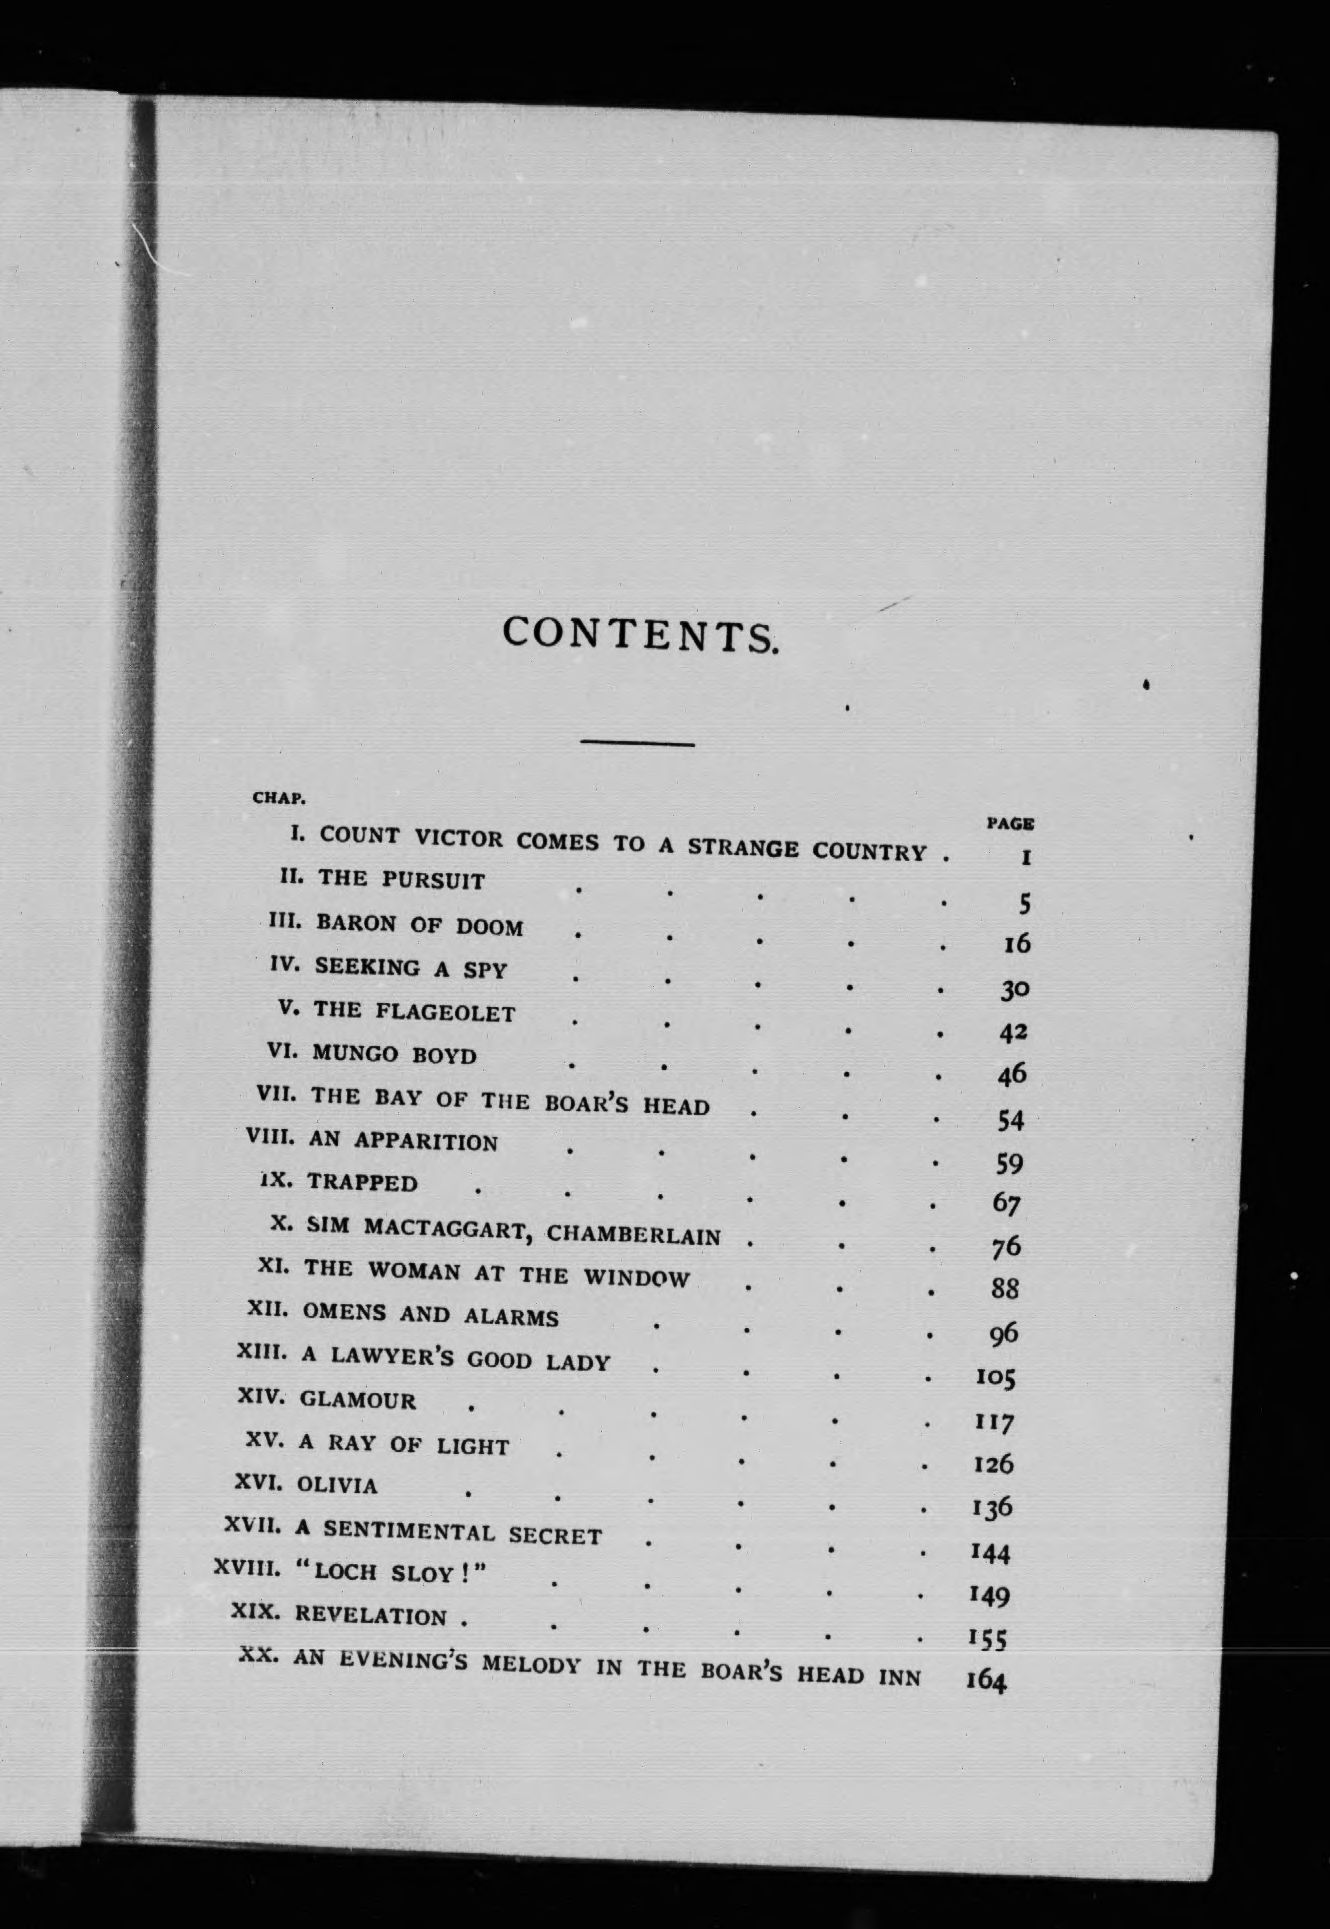 CONTENTS.
CHAP. PAGE
I. COUNT VICTOR COMES TO A STRANGE COUNTRY . 1
II. THE PURSUIT . . . . . 5
III. BARON OF DOOM . . . . . 16
IV. SEEKING A SPY . . . . . 30
V. THE FLAGEOLET . . . . . 42
VI. MUNGO BOYD . . . . . 46
VII. THE BAY OF THE BOAR'S HEAD . . . 54
VIII. AN APPARITION . . . . . 59
IX. TRAPPED . . . . . . 67
X. SIM MACTAGGART, CHAMBERLAIN . . . 76
XI. THE WOMAN AT THE WINDOW . . . 88
XII. OMENS AND ALARMS . . . . 96
XIII. A LAWYER'S GOOD LADY . . . . 105
XIV. GLAMOUR . . . . . . 117
XV. A RAY OF LIGHT . . . . . 126
XVI. OLIVIA . . . . . . 136
XVII. A SENTIMENTAL SECRET . . . . 144
XVIII. "LOCH SLOY!" . . . . . 149
XIX. REVELATION . . . . . . 155
XX. AN EVENING'S MELODY IN THE BOAR'S HEAD INN 164